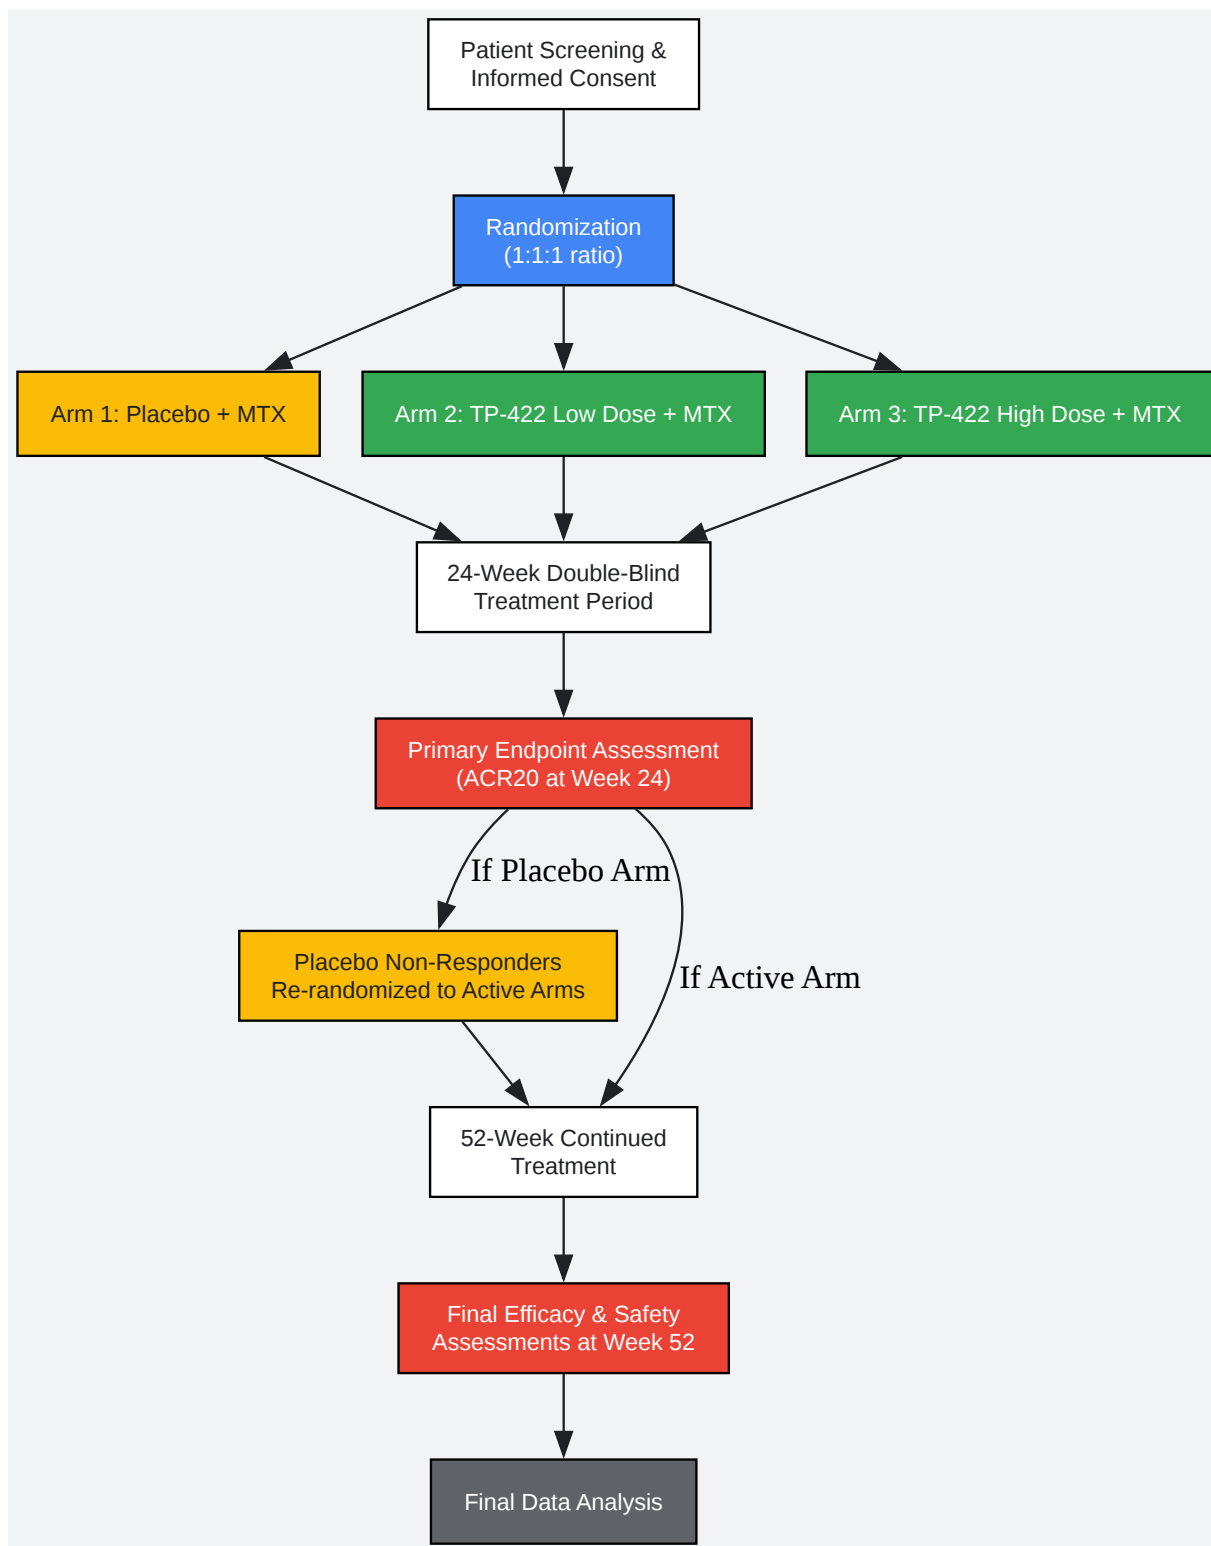 Patient Screening &
Informed Consent
Randomization
(1:1:1 ratio)
Arm 1: Placebo + MTX
Arm 2: TP-422 Low Dose + MTX
Arm 3: TP-422 High Dose + MTX
24-Week Double-Blind
Treatment Period
Primary Endpoint Assessment
(ACR20 at Week 24)
If Placebo Arm
Placebo Non-Responders
Re-randomized to Active Arms
If Active Arm
52-Week Continued
Treatment
Final Efficacy & Safety
Assessments at Week 52
Final Data Analysis